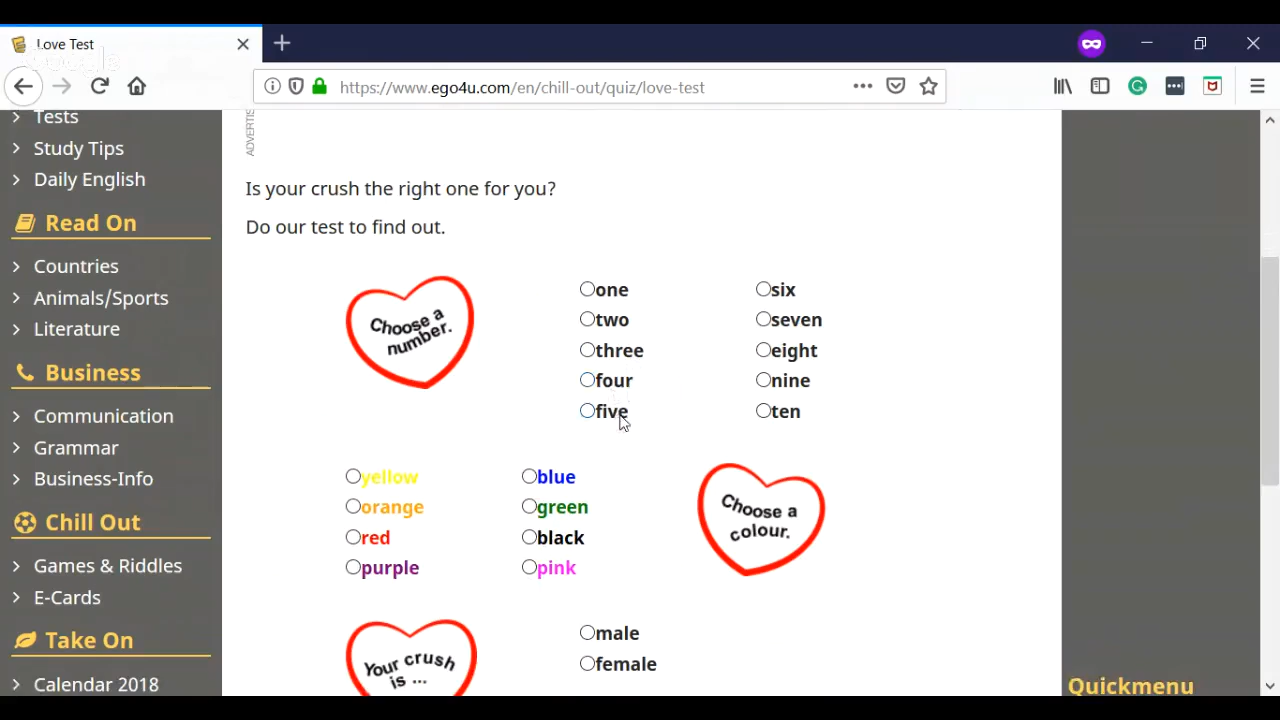 Love Test
https://www.ego4u.com/en/chill-out/quiz/love-test
Tests
Study Tips
Daily English
Read On
Countries
Animals/Sports
Literature
Business
Communication
Grammar
Business-Info
Chill Out
Games & Riddles
E-Cards
Take On
Calendar 2018
ADVERTIS
Is your crush the right one for you?
Do our test to find out.
Choose a
number.
one
six
two
seven
three
eight
four
nine
five
ten
yellow
blue
orange
green
red
black
purple
pink
Choose a
colour.
Your crush
is ...
male
female
Quickmenu